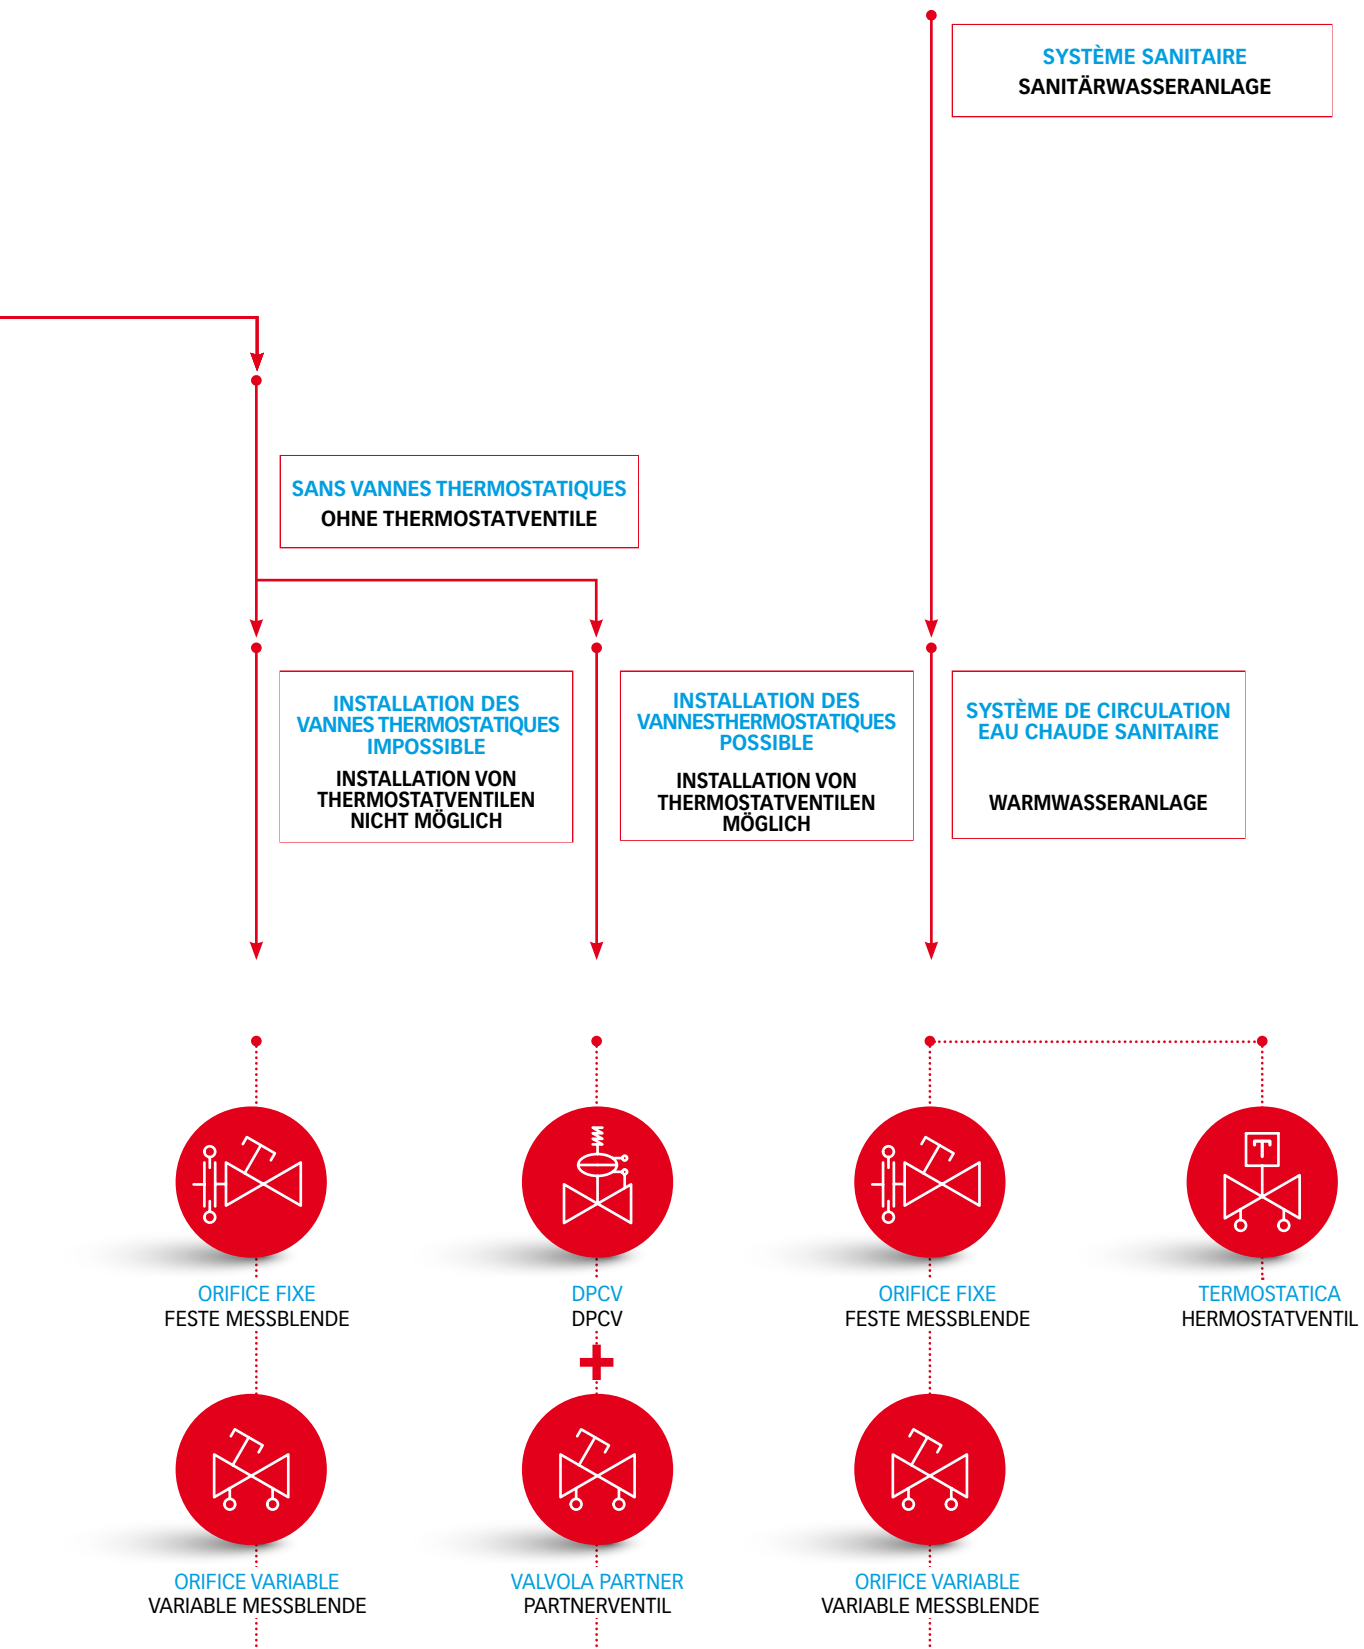 SYSTÈME SANITAIRE
SANITÄRWASSERANLAGE
SANS VANNES THERMOSTATIQUES
OHNE THERMOSTATVENTILE
INSTALLATION DES
VANNES THERMOSTATIQUES
IMPOSSIBLE
INSTALLATION VON
THERMOSTATVENTILEN
NICHT MÖGLICH
INSTALLATION DES
VANNESTHERMOSTATIQUES
POSSIBLE
INSTALLATION VON
THERMOSTATVENTILEN
MÖGLICH
SYSTÈME DE CIRCULATION
EAU CHAUDE SANITAIRE
WARMWASSERANLAGE
T
ORIFICE FIXE
FESTE MESSBLENDE
DPCV
DPCV
ORIFICE FIXE
FESTE MESSBLENDE
TERMOSTATICA
HERMOSTATVENTIL
ORIFICE VARIABLE
VARIABLE MESSBLENDE
VALVOLA PARTNER
PARTNERVENTIL
ORIFICE VARIABLE
VARIABLE MESSBLENDE